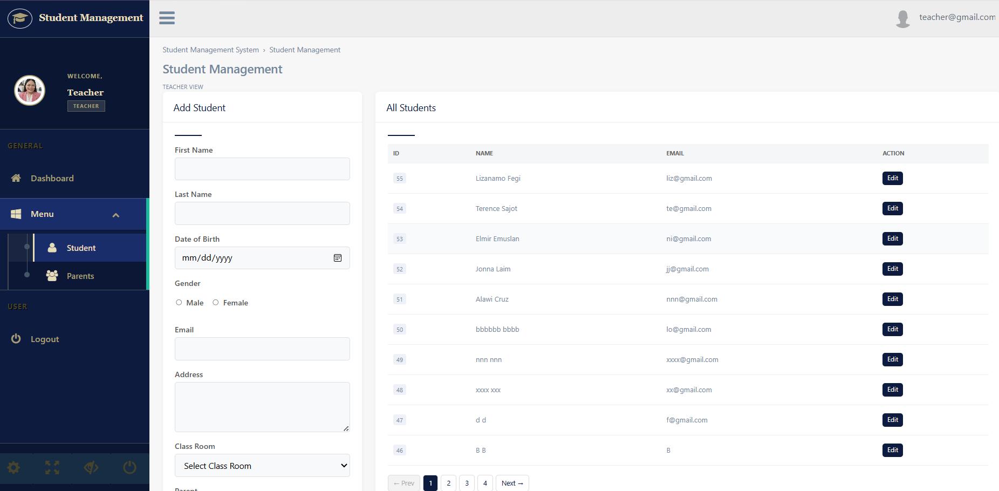 Student Management
teacher@gmail.com
WELCOME,
Teacher
TEACHER
GENERAL
Dashboard
Menu
Student
Parents
USER
Logout
Student Management System › Student Management
Student Management
TEACHER VIEW
Add Student
First Name
Last Name
Date of Birth
mm/dd/yyyy
Gender
Male Female
Email
Address
Class Room
Select Class Room
Parent
All Students
ID NAME EMAIL ACTION
55 Lizanamo Fegi liz@gmail.com Edit
54 Terence Sajot te@gmail.com Edit
53 Elmir Emuslan ni@gmail.com Edit
52 Jonna Laim jj@gmail.com Edit
51 Alawi Cruz nnn@gmail.com Edit
50 bbbbbb bbbb lo@gmail.com Edit
49 nnn nnn xxxx@gmail.com Edit
48 xxxx xxx xx@gmail.com Edit
47 d d f@gmail.com Edit
46 B B B Edit
← Prev 1 2 3 4 Next →